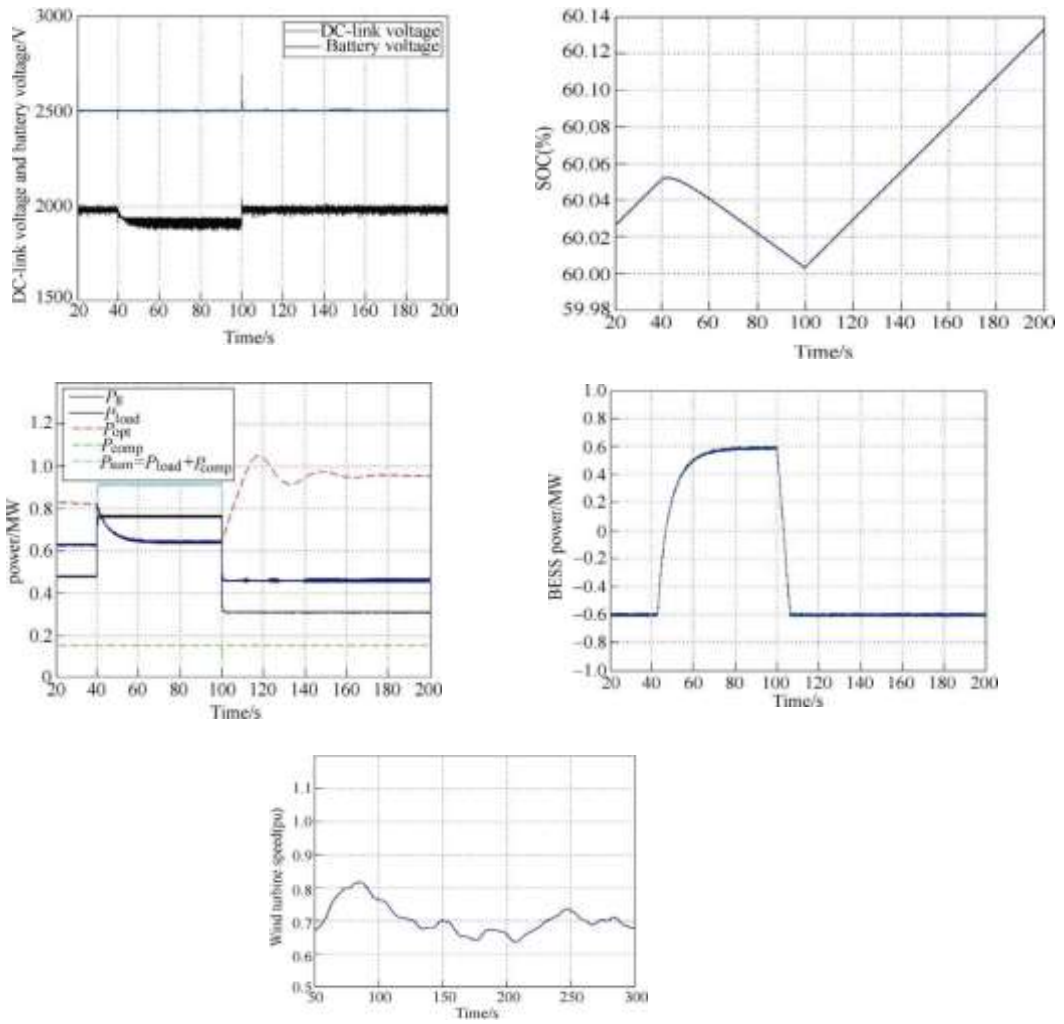 DC-link voltage and battery voltage/V
3000
2500
2000
1500
DC-link voltage
Battery voltage
20 40 60 80 100 120 140 160 180 200
Time/s
SOC(%)
60.14
60.12
60.10
60.08
60.06
60.04
60.02
60.00
59.98
20 40 60 80 100 120 140 160 180 200
Time/s
power/MW
1.2
1.0
0.8
0.6
0.4
0.2
0
Pg
Pload
Popt
Pcomp
Psum=Pload+Pcomp
20 40 60 80 100 120 140 160 180 200
Time/s
BESS power/MW
1.0
0.8
0.6
0.4
0.2
0
−0.2
−0.4
−0.6
−0.8
−1.0
20 40 60 80 100 120 140 160 180 200
Time/s
Wind turbine speed(pu)
1.1
1.0
0.9
0.8
0.7
0.6
0.5
50 100 150 200 250 300
Time/s